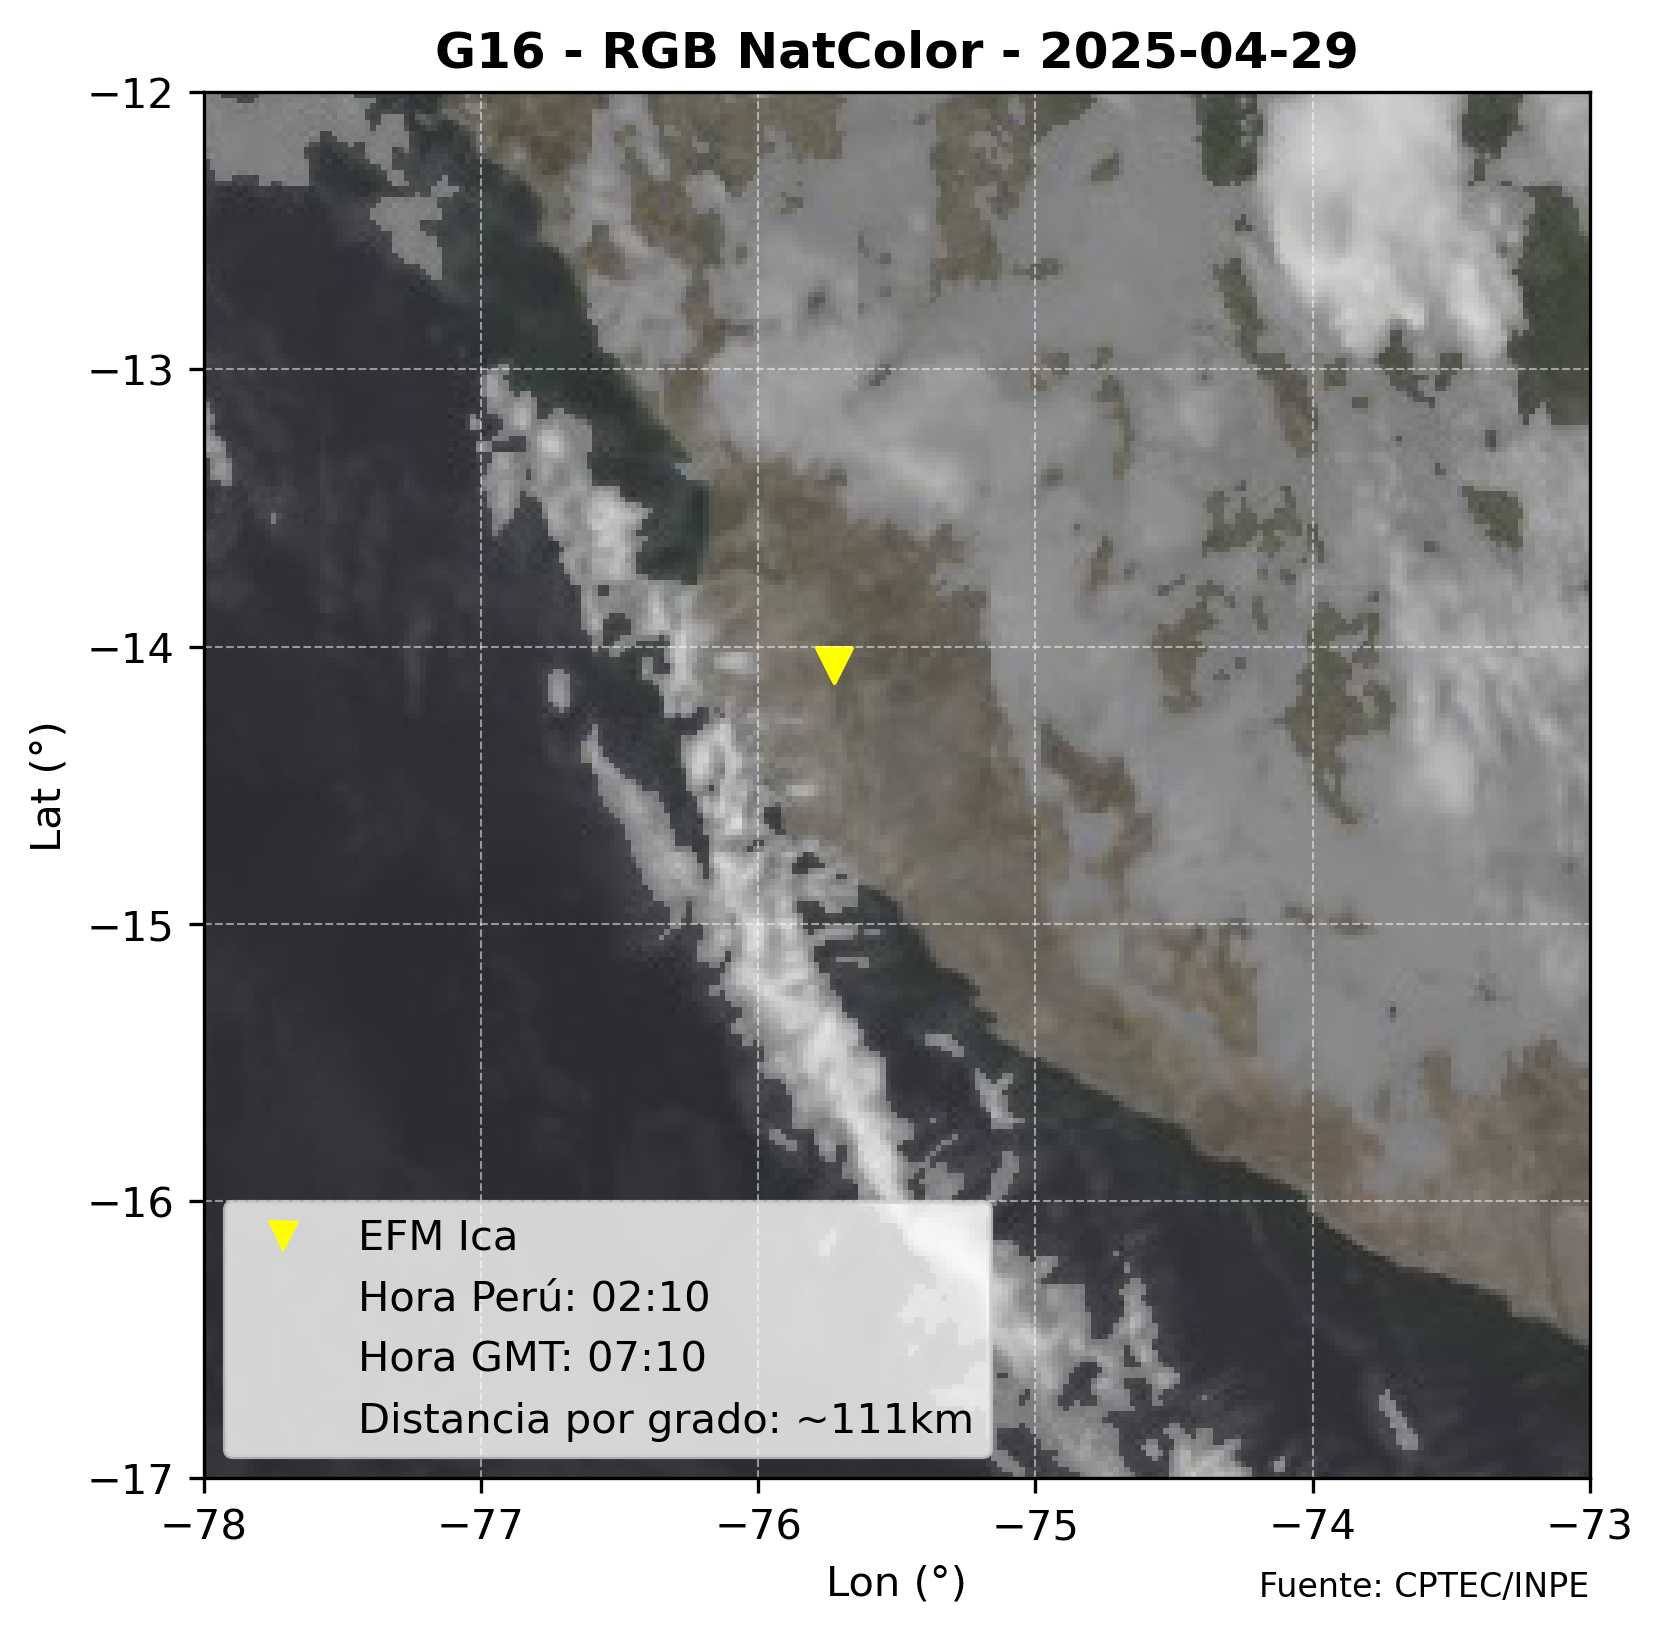 G16 - RGB NatColor - 2025-04-29
−12
−13
−14
−15
−16
−17
Lat (°)
EFM Ica
Hora Perú: 02:10
Hora GMT: 07:10
Distancia por grado: ~111km
−78 −77 −76 −75 −74 −73
Lon (°)
Fuente: CPTEC/INPE